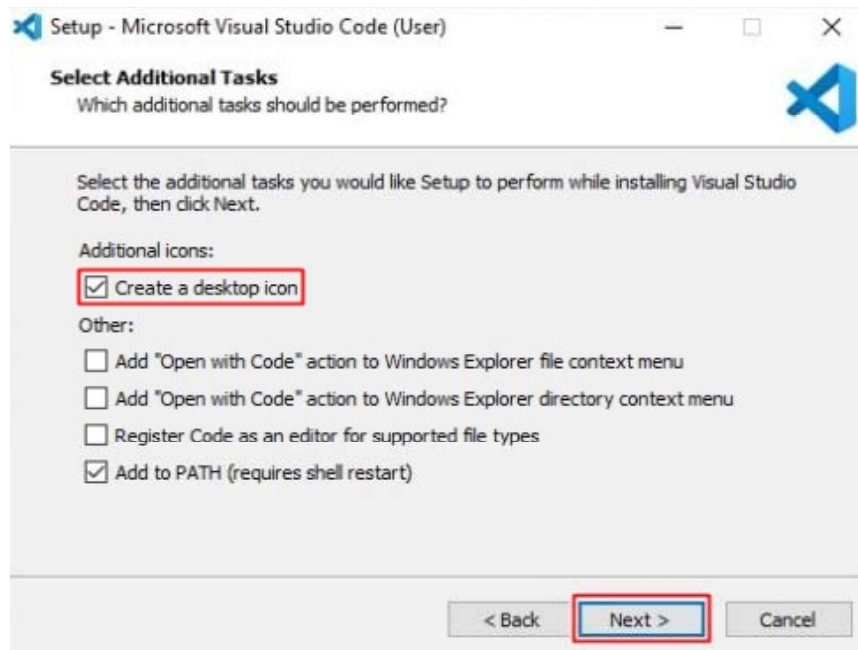 Setup - Microsoft Visual Studio Code (User)
Select Additional Tasks
Which additional tasks should be performed?
Select the additional tasks you would like Setup to perform while installing Visual Studio
Code, then click Next.
Additional icons:
Create a desktop icon
Other:
Add "Open with Code" action to Windows Explorer file context menu
Add "Open with Code" action to Windows Explorer directory context menu
Register Code as an editor for supported file types
Add to PATH (requires shell restart)
< Back Next > Cancel